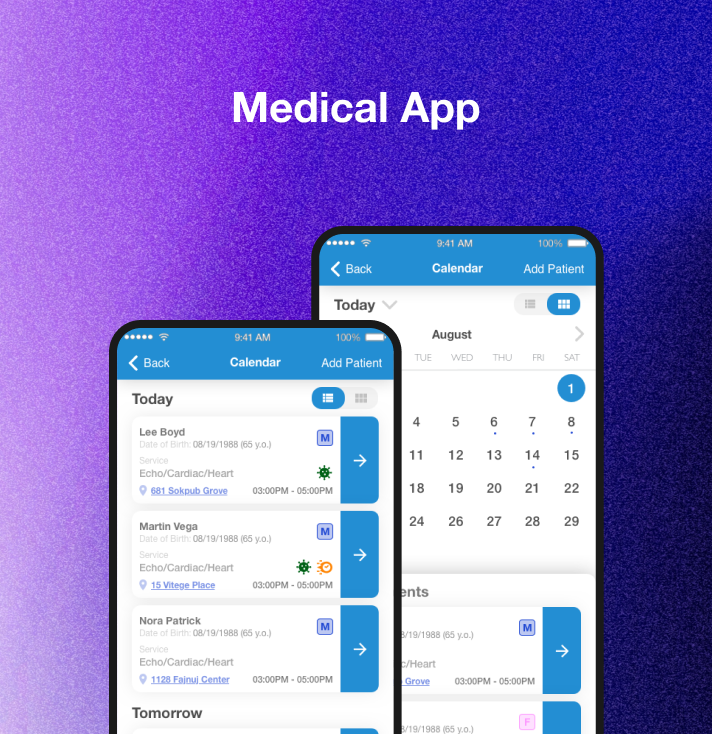 Medical App
9:41 AM
100%
Back
Calendar
Add Patient
Today
August
TUE WED THU FRI SAT
1
4 5 6 7 8
11 12 13 14 15
18 19 20 21 22
24 26 27 28 29
M
8/19/1988 (65 y.o.)
c/Heart
Grove
03:00PM - 05:00PM
F
8/19/1988 (65 y.o.)
9:41 AM
100%
Back
Calendar
Add Patient
Today
Lee Boyd
M
Date of Birth: 08/19/1988 (65 y.o.)
Service
Echo/Cardiac/Heart
681 Sokpub Grove 03:00PM - 05:00PM
Martin Vega
M
Date of Birth: 08/19/1988 (65 y.o.)
Service
Echo/Cardiac/Heart
15 Vitege Place 03:00PM - 05:00PM
Nora Patrick
M
Date of Birth: 08/19/1988 (65 y.o.)
Service
Echo/Cardiac/Heart
1128 Fajnuj Center 03:00PM - 05:00PM
Tomorrow